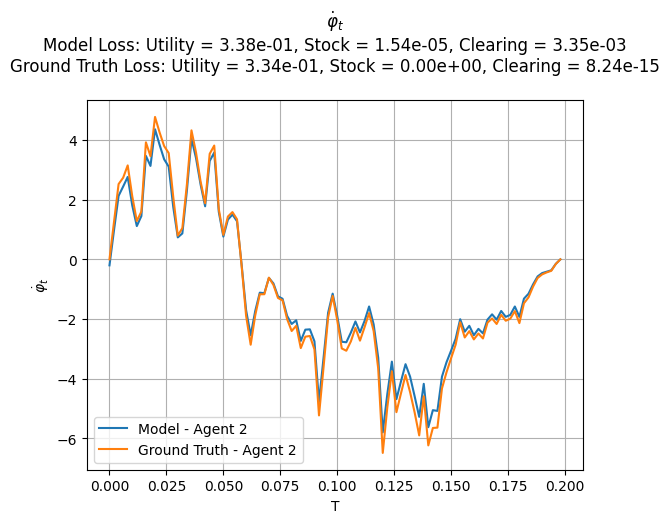 φ̇ₜ
Model Loss: Utility = 3.38e-01, Stock = 1.54e-05, Clearing = 3.35e-03
Ground Truth Loss: Utility = 3.34e-01, Stock = 0.00e+00, Clearing = 8.24e-15
4
2
0
−2
−4
−6
φ̇ₜ
Model - Agent 2
Ground Truth - Agent 2
0.000 0.025 0.050 0.075 0.100 0.125 0.150 0.175 0.200
T